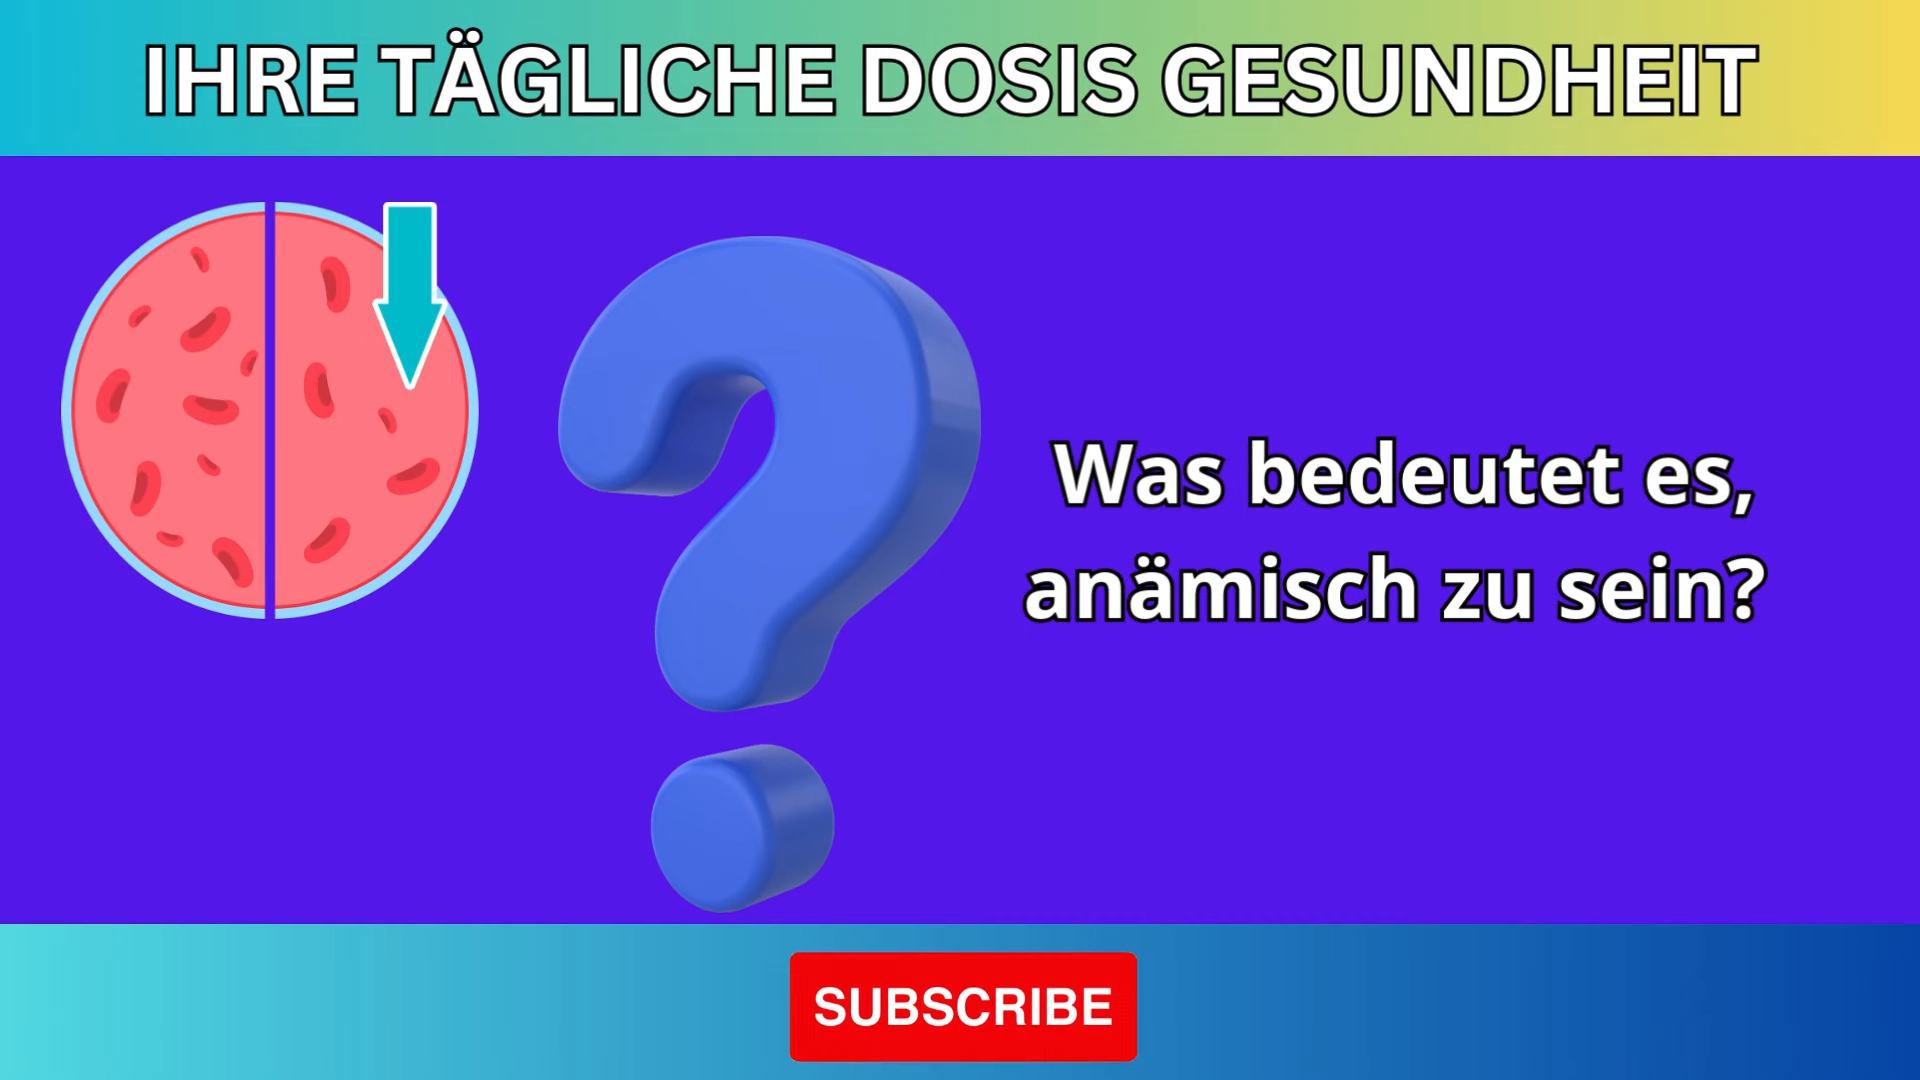 IHRE TÄGLICHE DOSIS GESUNDHEIT
Was bedeutet es,
anämisch zu sein?
SUBSCRIBE